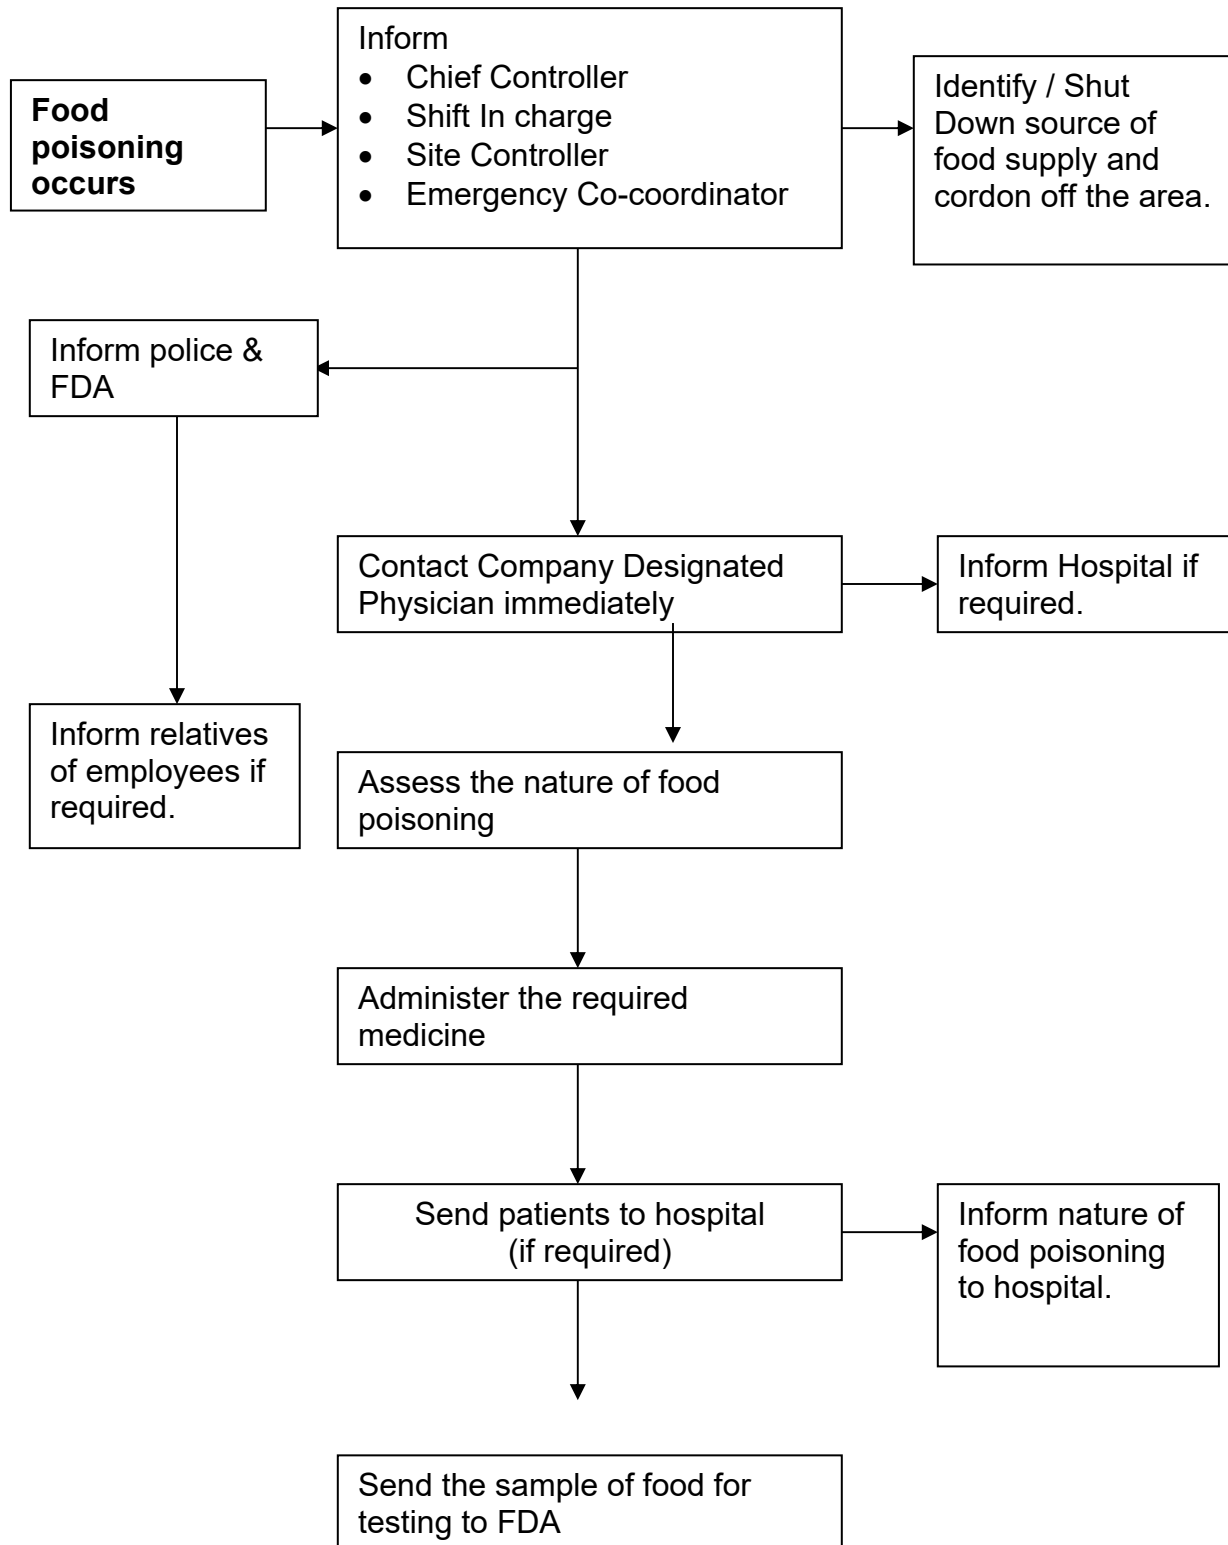 Food
poisoning
occurs
Inform
• Chief Controller
• Shift In charge
• Site Controller
• Emergency Co-coordinator
Identify / Shut
Down source of
food supply and
cordon off the area.
Inform police &
FDA
Contact Company Designated
Physician immediately
Inform Hospital if
required.
Inform relatives
of employees if
required.
Assess the nature of food
poisoning
Administer the required
medicine
Send patients to hospital
(if required)
Inform nature of
food poisoning
to hospital.
Send the sample of food for
testing to FDA